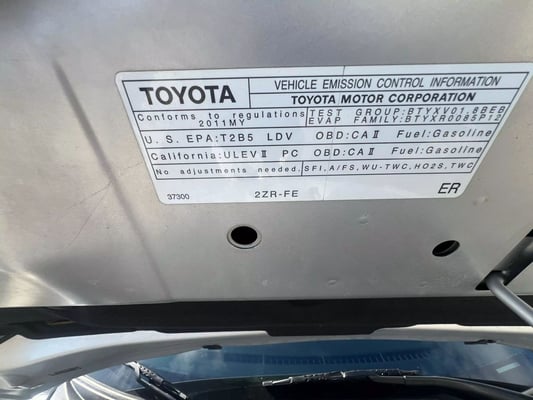 TOYOTA
VEHICLE EMISSION CONTROL INFORMATION
TOYOTA MOTOR CORPORATION
Conforms to regulations
2011MY
TEST GROUP:BTYXV01.8BEB
EVAP FAMILY:BTYXR0085P12
U.S. EPA:T2B5 LDV OBD:CAⅡ Fuel:Gasoline
California:ULEVⅡ PC OBD:CAⅡ Fuel:Gasoline
No adjustments needed. SFI,A/FS,WU-TWC,HO2S,TWC
37300 2ZR-FE ER